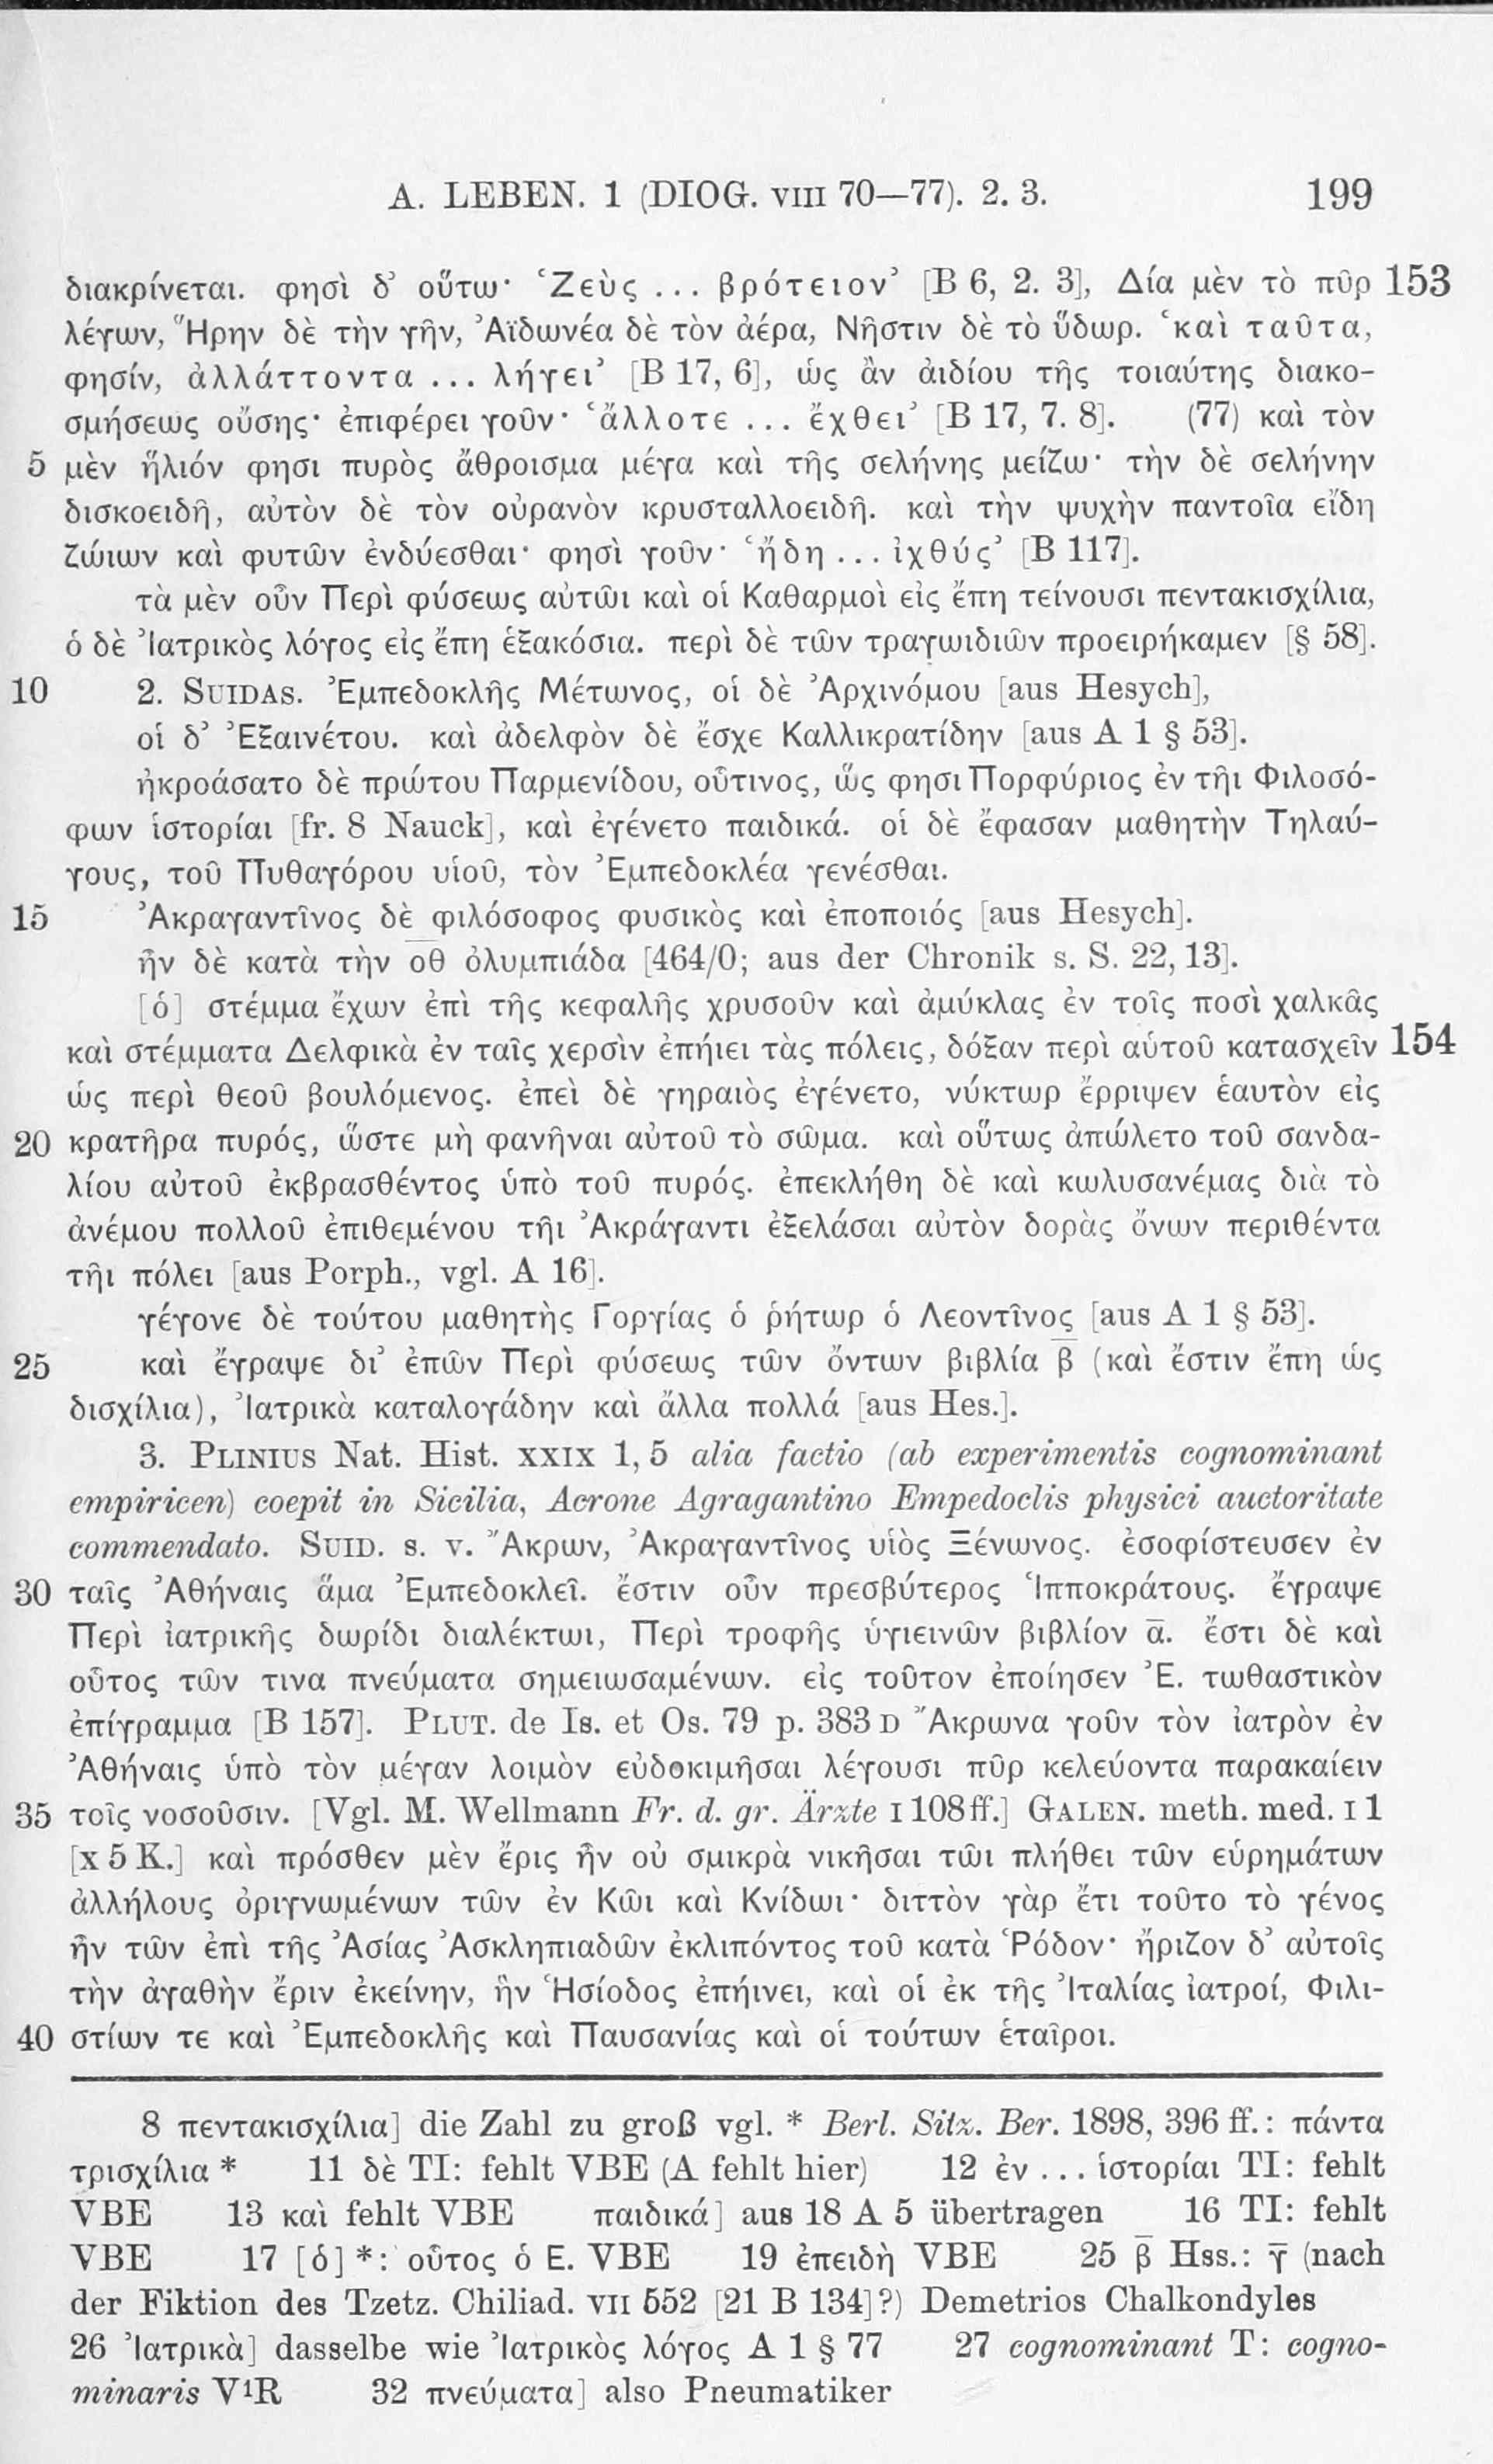 A. LEBEN. 1 (DIOG. VIII 70—77). 2. 3. 199
διακρίνεται. φησὶ δ’ οὕτω· ‘Ζεὺς ... βρότειον’ [B 6, 2. 3], Δία μὲν τὸ πῦρ 153
λέγων, Ἥρην δὲ τὴν γῆν, Ἀϊδωνέα δὲ τὸν ἀέρα, Νῆστιν δὲ τὸ ὕδωρ. ‘καὶ ταῦτα,
φησίν, ἀλλάττοντα ... λήγει’ [B 17, 6], ὡς ἂν ἀιδίου τῆς τοιαύτης διακο-
σμήσεως οὔσης· ἐπιφέρει γοῦν· ‘ἄλλοτε ... ἔχθει’ [B 17, 7. 8]. (77) καὶ τὸν
5 μὲν ἥλιόν φησι πυρὸς ἄθροισμα μέγα καὶ τῆς σελήνης μείζω· τὴν δὲ σελήνην
δισκοειδῆ, αὐτὸν δὲ τὸν οὐρανὸν κρυσταλλοειδῆ. καὶ τὴν ψυχὴν παντοῖα εἴδη
ζώιων καὶ φυτῶν ἐνδύεσθαι· φησὶ γοῦν· ‘ἤδη ... ἰχθύς’ [B 117].
τὰ μὲν οὖν Περὶ φύσεως αὐτῶι καὶ οἱ Καθαρμοὶ εἰς ἔπη τείνουσι πεντακισχίλια,
ὁ δὲ Ἰατρικὸς λόγος εἰς ἔπη ἑξακόσια. περὶ δὲ τῶν τραγωιδιῶν προειρήκαμεν [§ 58].
10 2. SUIDAS. Ἐμπεδοκλῆς Μέτωνος, οἱ δὲ Ἀρχινόμου [aus Hesych],
οἱ δ’ Ἐξαινέτου. καὶ ἀδελφὸν δὲ ἔσχε Καλλικρατίδην [aus A 1 § 53].
ἠκροάσατο δὲ πρώτου Παρμενίδου, οὗτινος, ὥς φησι Πορφύριος ἐν τῆι Φιλοσό-
φων ἱστορίαι [fr. 8 Nauck], καὶ ἐγένετο παιδικά. οἱ δὲ ἔφασαν μαθητὴν Τηλαύ-
γους, τοῦ Πυθαγόρου υἱοῦ, τὸν Ἐμπεδοκλέα γενέσθαι.
15 Ἀκραγαντῖνος δὲ φιλόσοφος φυσικὸς καὶ ἐποποιός [aus Hesych].
ἦν δὲ κατὰ τὴν ο̅θ̅ ὀλυμπιάδα [464/0; aus der Chronik s. S. 22, 13].
[ὁ] στέμμα ἔχων ἐπὶ τῆς κεφαλῆς χρυσοῦν καὶ ἀμύκλας ἐν τοῖς ποσὶ χαλκᾶς
καὶ στέμματα Δελφικὰ ἐν ταῖς χερσὶν ἐπήιει τὰς πόλεις, δόξαν περὶ αὑτοῦ κατασχεῖν 154
ὡς περὶ θεοῦ βουλόμενος. ἐπεὶ δὲ γηραιὸς ἐγένετο, νύκτωρ ἔρριψεν ἑαυτὸν εἰς
20 κρατῆρα πυρός, ὥστε μὴ φανῆναι αὐτοῦ τὸ σῶμα. καὶ οὕτως ἀπώλετο τοῦ σανδα-
λίου αὐτοῦ ἐκβρασθέντος ὑπὸ τοῦ πυρός. ἐπεκλήθη δὲ καὶ κωλυσανέμας διὰ τὸ
ἀνέμου πολλοῦ ἐπιθεμένου τῆι Ἀκράγαντι ἐξελάσαι αὐτὸν δορὰς ὄνων περιθέντα
τῆι πόλει [aus Porph., vgl. A 16].
γέγονε δὲ τούτου μαθητὴς Γοργίας ὁ ῥήτωρ ὁ Λεοντῖνος [aus A 1 § 53].
25 καὶ ἔγραψε δι’ ἐπῶν Περὶ φύσεως τῶν ὄντων βιβλία β̅ (καὶ ἔστιν ἔπη ὡς
δισχίλια), Ἰατρικὰ καταλογάδην καὶ ἄλλα πολλά [aus Hes.].
3. PLINIUS Nat. Hist. XXIX 1, 5 alia factio (ab experimentis cognominant
empiricen) coepit in Sicilia, Acrone Agragantino Empedoclis physici auctoritate
commendato. SUID. s. v. Ἄκρων, Ἀκραγαντῖνος υἱὸς Ξένωνος. ἐσοφίστευσεν ἐν
30 ταῖς Ἀθήναις ἅμα Ἐμπεδοκλεῖ. ἔστιν οὖν πρεσβύτερος Ἱπποκράτους. ἔγραψε
Περὶ ἰατρικῆς δωρίδι διαλέκτωι, Περὶ τροφῆς ὑγιεινῶν βιβλίον α̅. ἔστι δὲ καὶ
οὗτος τῶν τινα πνεύματα σημειωσαμένων. εἰς τοῦτον ἐποίησεν Ἐ. τωθαστικὸν
ἐπίγραμμα [B 157]. PLUT. de Is. et Os. 79 p. 383 D Ἄκρωνα γοῦν τὸν ἰατρὸν ἐν
Ἀθήναις ὑπὸ τὸν μέγαν λοιμὸν εὐδοκιμῆσαι λέγουσι πῦρ κελεύοντα παρακαίειν
35 τοῖς νοσοῦσιν. [Vgl. M. Wellmann Fr. d. gr. Ärzte I 108 ff.] GALEN. meth. med. I 1
[X 5 K.] καὶ πρόσθεν μὲν ἔρις ἦν οὐ σμικρὰ νικῆσαι τῶι πλήθει τῶν εὑρημάτων
ἀλλήλους ὀριγνωμένων τῶν ἐν Κῶι καὶ Κνίδωι· διττὸν γὰρ ἔτι τοῦτο τὸ γένος
ἦν τῶν ἐπὶ τῆς Ἀσίας Ἀσκληπιαδῶν ἐκλιπόντος τοῦ κατὰ Ῥόδον· ἤριζον δ’ αὐτοῖς
τὴν ἀγαθὴν ἔριν ἐκείνην, ἣν Ἡσίοδος ἐπήινει, καὶ οἱ ἐκ τῆς Ἰταλίας ἰατροί, Φιλι-
40 στίων τε καὶ Ἐμπεδοκλῆς καὶ Παυσανίας καὶ οἱ τούτων ἑταῖροι.
8 πεντακισχίλια] die Zahl zu groß vgl. * Berl. Sitz. Ber. 1898, 396 ff.: πάντα
τρισχίλια * 11 δὲ TI: fehlt VBE (A fehlt hier) 12 ἐν ... ἱστορίαι TI: fehlt
VBE 13 καὶ fehlt VBE παιδικά] aus 18 A 5 übertragen 16 TI: fehlt
VBE 17 [ὁ] *: οὗτος ὁ Ε. VBE 19 ἐπειδὴ VBE 25 β̅ Hss.: γ̅ (nach
der Fiktion des Tzetz. Chiliad. VII 552 [21 B 134]?) Demetrios Chalkondyles
26 Ἰατρικὰ] dasselbe wie Ἰατρικὸς λόγος A 1 § 77 27 cognominant T: cogno-
minaris V¹R 32 πνεύματα] also Pneumatiker